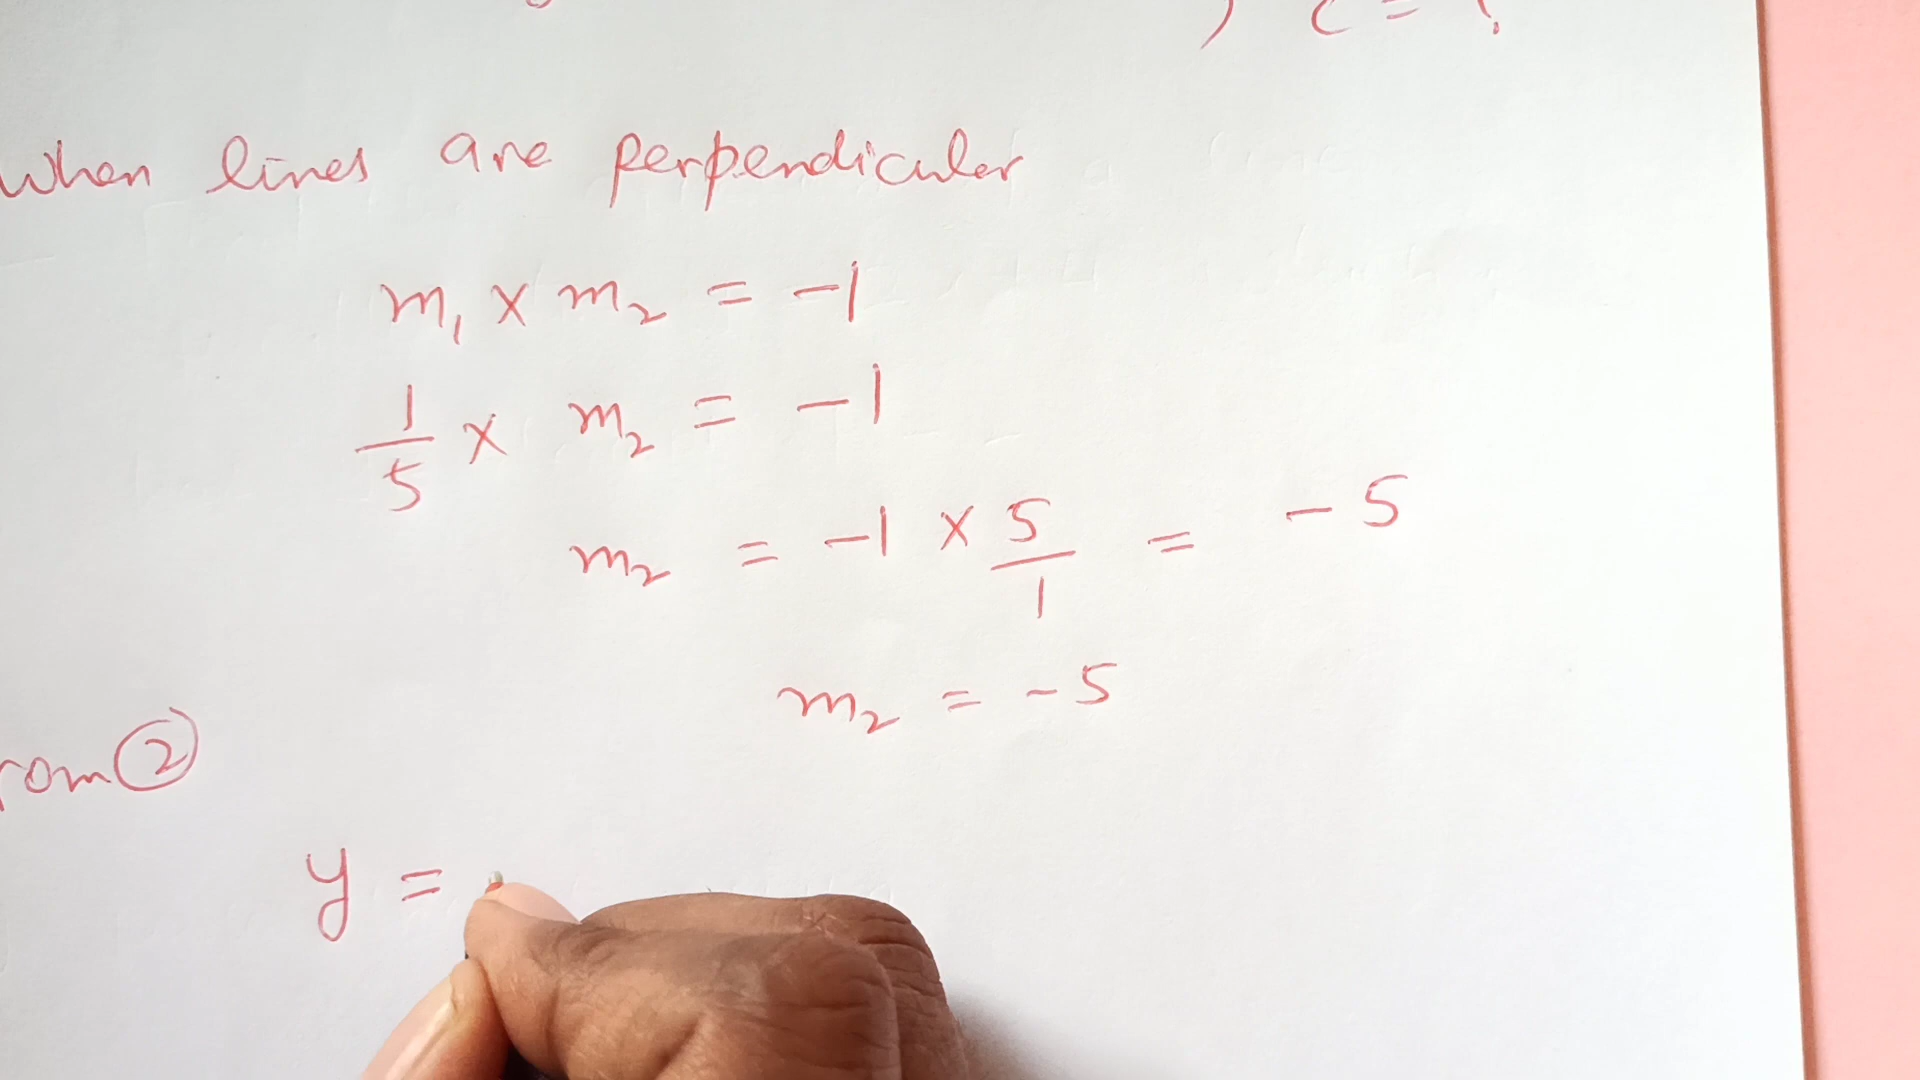 ) c = ?
When lines are perpendicular
m₁ × m₂ = -1
1/5 × m₂ = -1
m₂ = -1 × 5/1 = -5
m₂ = -5
rom ②
y =